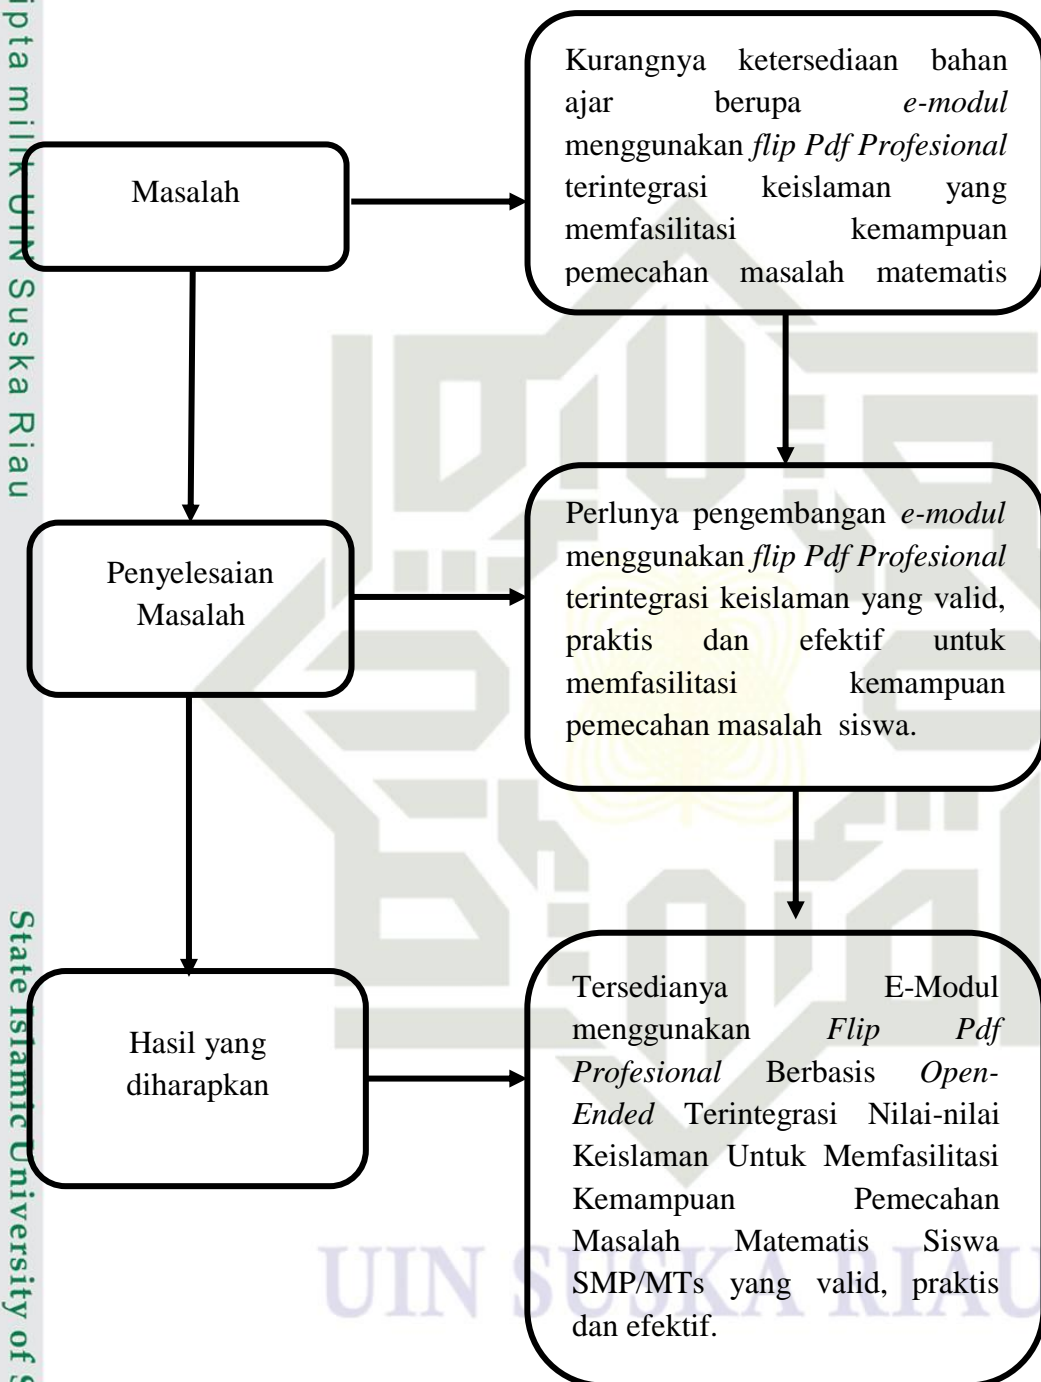 Masalah
Kurangnya ketersediaan bahan
ajar berupa e-modul
menggunakan flip Pdf Profesional
terintegrasi keislaman yang
memfasilitasi kemampuan
pemecahan masalah matematis
Penyelesaian
Masalah
Perlunya pengembangan e-modul
menggunakan flip Pdf Profesional
terintegrasi keislaman yang valid,
praktis dan efektif untuk
memfasilitasi kemampuan
pemecahan masalah siswa.
Hasil yang
diharapkan
Tersedianya E-Modul
menggunakan Flip Pdf
Profesional Berbasis Open-
Ended Terintegrasi Nilai-nilai
Keislaman Untuk Memfasilitasi
Kemampuan Pemecahan
Masalah Matematis Siswa
SMP/MTs yang valid, praktis
dan efektif.
UIN SUSKA RIAU
milik UIN Suska Riau
State Islamic University of